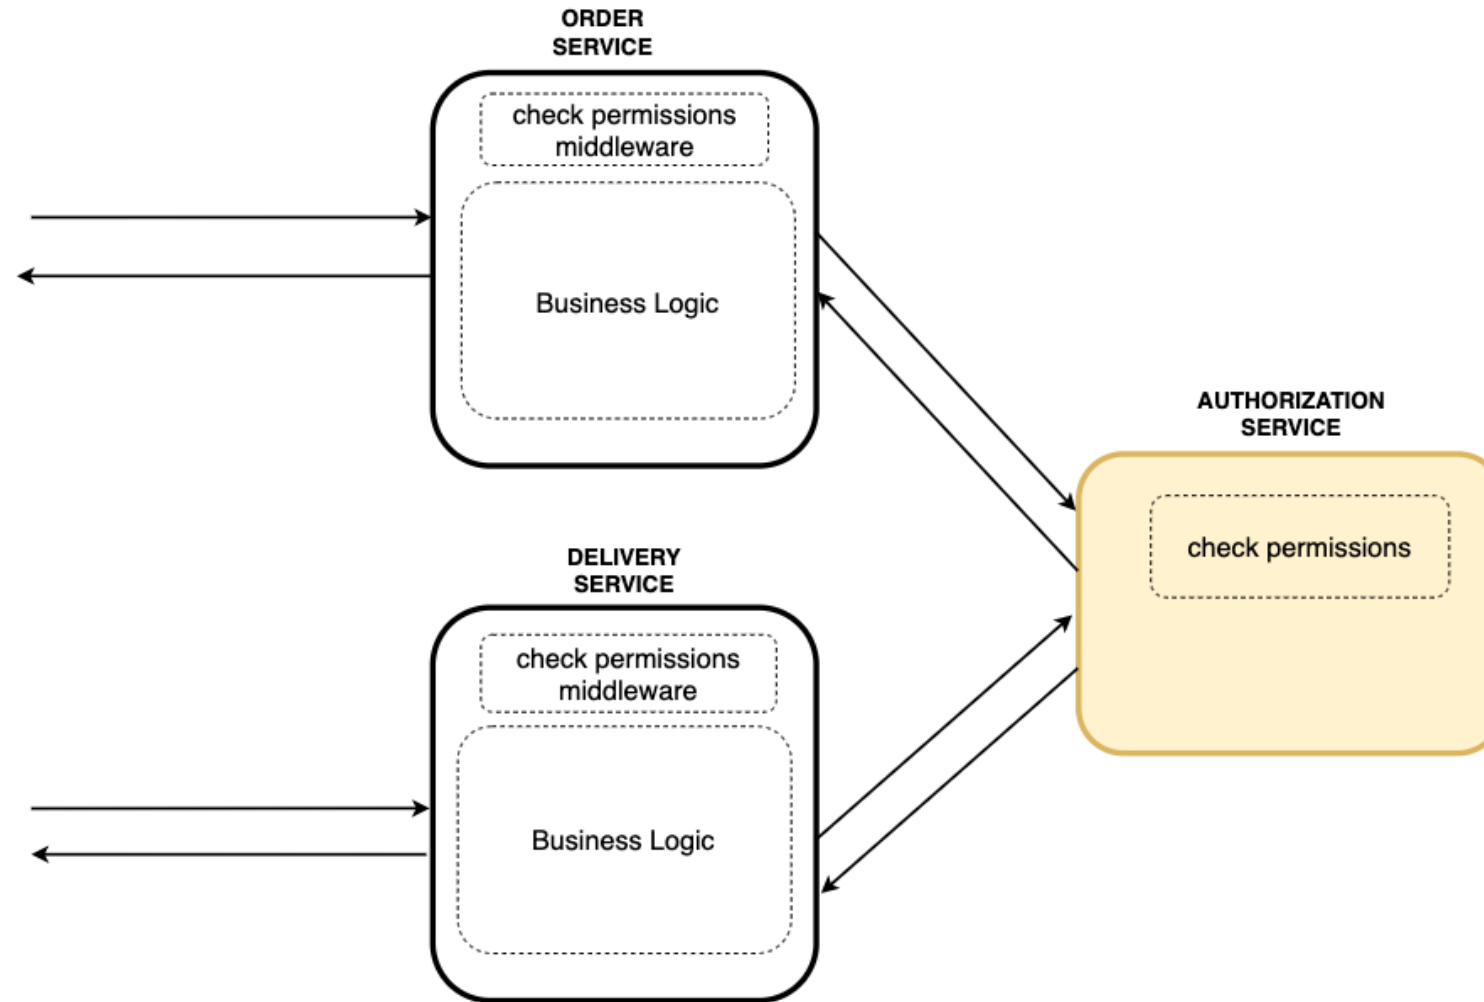 ORDER
SERVICE
check permissions
middleware
Business Logic
AUTHORIZATION
SERVICE
check permissions
DELIVERY
SERVICE
check permissions
middleware
Business Logic